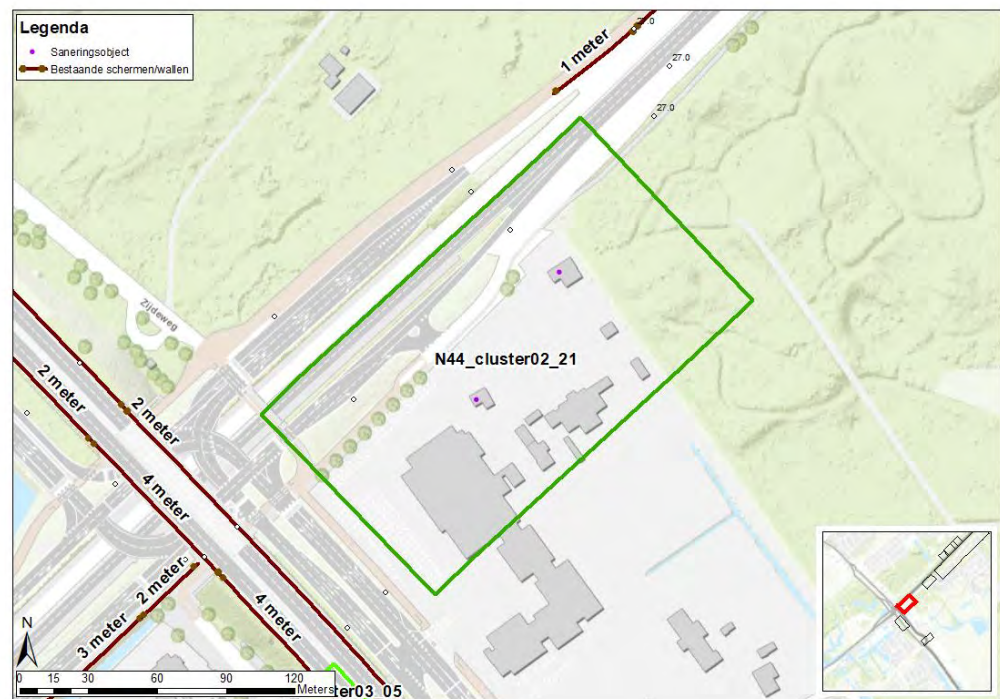 Legenda
Saneringsobject
Bestaande schermen/wallen
1 meter
27.0
27.0
Zijdeweg
N44_cluster02_21
2 meter
2 meter
4 meter
2 meter
3 meter
4 meter
N
0 15 30 60 90 120
Meters
ter03_05